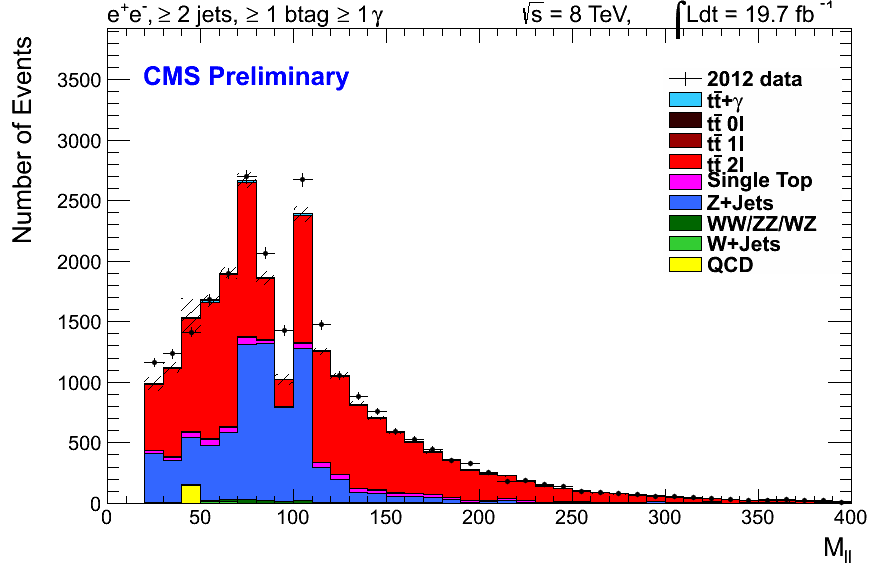 e⁺e⁻, ≥ 2 jets, ≥ 1 btag ≥ 1 γ √s = 8 TeV, ∫Ldt = 19.7 fb⁻¹
CMS Preliminary
Number of Events
3500
3000
2500
2000
1500
1000
500
0
2012 data
tt̄+γ
tt̄ 0l
tt̄ 1l
tt̄ 2l
Single Top
Z+Jets
WW/ZZ/WZ
W+Jets
QCD
0 50 100 150 200 250 300 350 400
M_ll